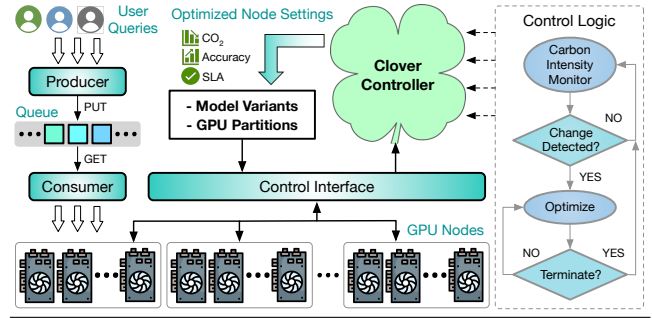 User
Queries
Producer
PUT
Queue
GET
Consumer
Optimized Node Settings
CO₂
Accuracy
SLA
- Model Variants
- GPU Partitions
Clover
Controller
Control Interface
GPU Nodes
Control Logic
Carbon
Intensity
Monitor
NO
Change
Detected?
YES
Optimize
NO
YES
Terminate?